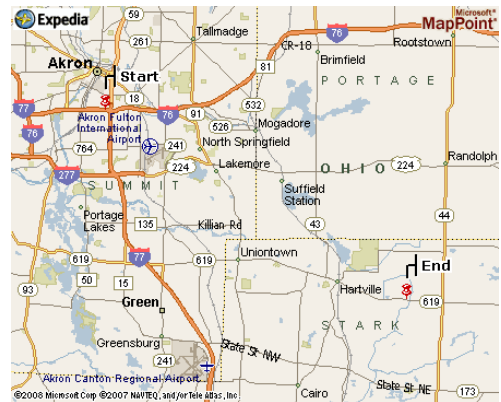 Expedia
Microsoft®
MapPoint®
59
261
Tallmadge
76
CR-18
Rootstown
Akron
Start
Brimfield
81
PORTAGE
18
77
76
91
532
Akron Fulton
International
Airport
526
Mogadore
76
764
241
North Springfield
OHIO
224
Randolph
277
224
Lakemore
SUMMIT
Suffield
Station
Portage
Lakes
135
Killian Rd
43
44
619
77
Uniontown
End
93
50
15
619
Hartville
619
Green
STARK
Greensburg
241
State St NW
Akron Canton Regional Airport
Cairo
State St NE
173
©2008 Microsoft Corp ©2007 NAVTEQ, and/or Tele Atlas, Inc